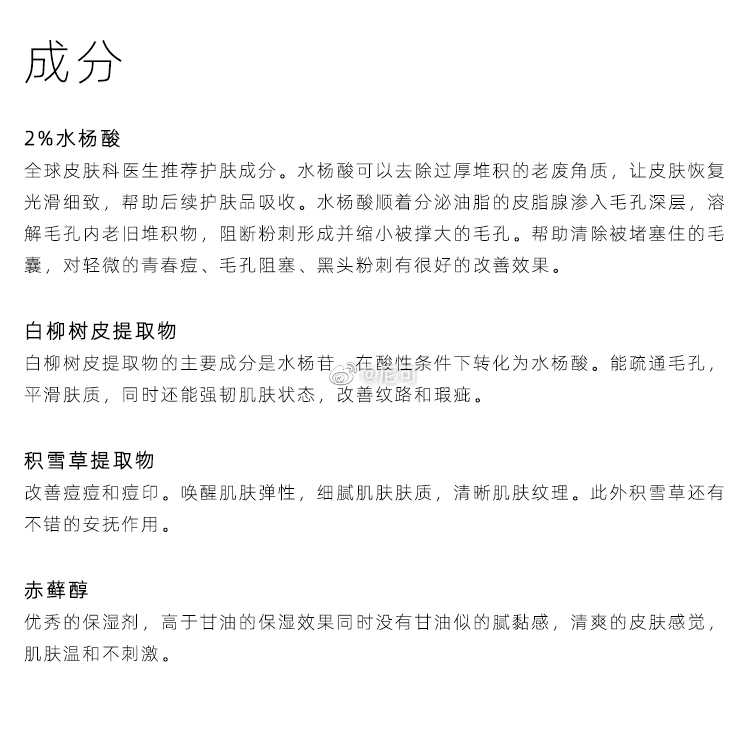 成分
2%水杨酸
全球皮肤科医生推荐护肤成分。水杨酸可以去除过厚堆积的老废角质，让皮肤恢复
光滑细致，帮助后续护肤品吸收。水杨酸顺着分泌油脂的皮脂腺渗入毛孔深层，溶
解毛孔内老旧堆积物，阻断粉刺形成并缩小被撑大的毛孔。帮助清除被堵塞住的毛
囊，对轻微的青春痘、毛孔阻塞、黑头粉刺有很好的改善效果。
白柳树皮提取物
白柳树皮提取物的主要成分是水杨苷，在酸性条件下转化为水杨酸。能疏通毛孔，
平滑肤质，同时还能强韧肌肤状态，改善纹路和瑕疵。
积雪草提取物
改善痘痘和痘印。唤醒肌肤弹性，细腻肌肤肤质，清晰肌肤纹理。此外积雪草还有
不错的安抚作用。
赤藓醇
优秀的保湿剂，高于甘油的保湿效果同时没有甘油似的腻黏感，清爽的皮肤感觉，
肌肤温和不刺激。